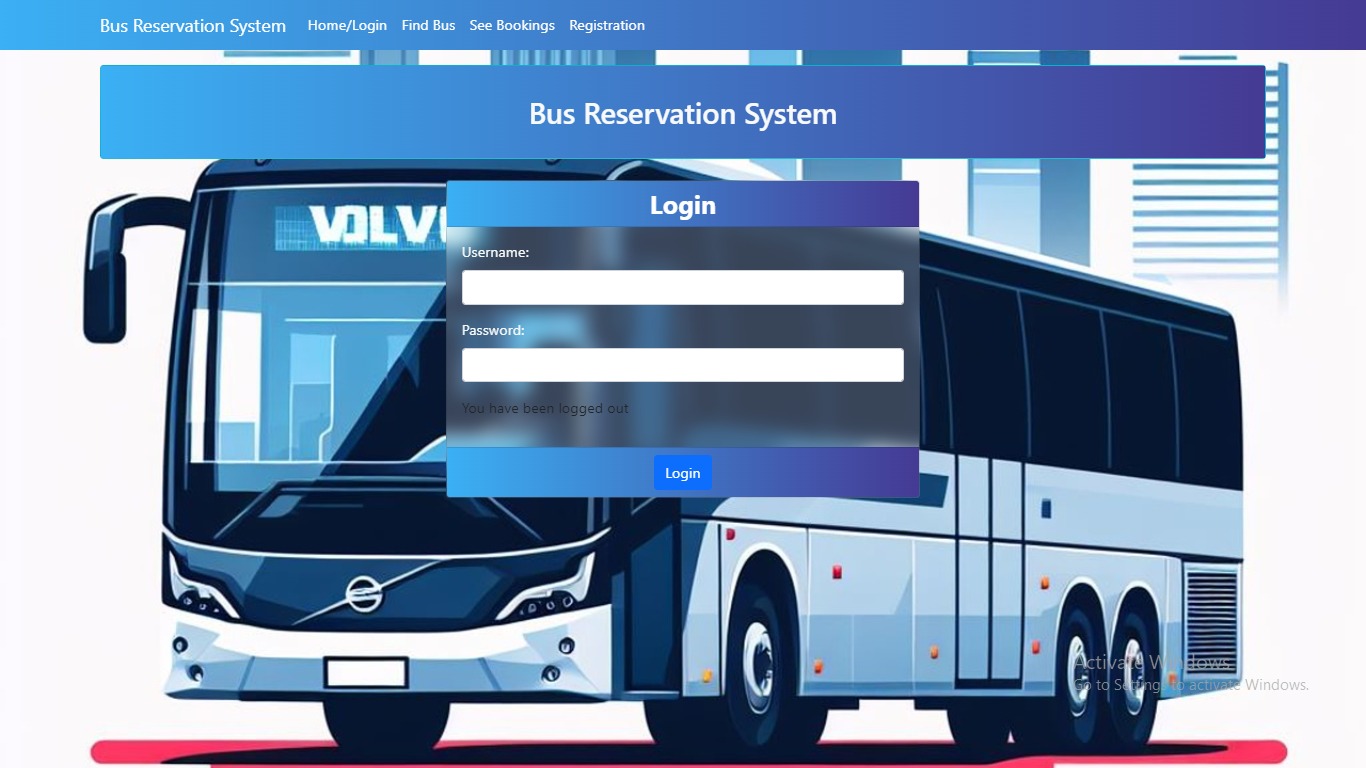 Bus Reservation System Home/Login Find Bus See Bookings Registration
Bus Reservation System
VOLV
Login
Username:
Password:
You have been logged out
Login
Activate Windows
Go to Settings to activate Windows.